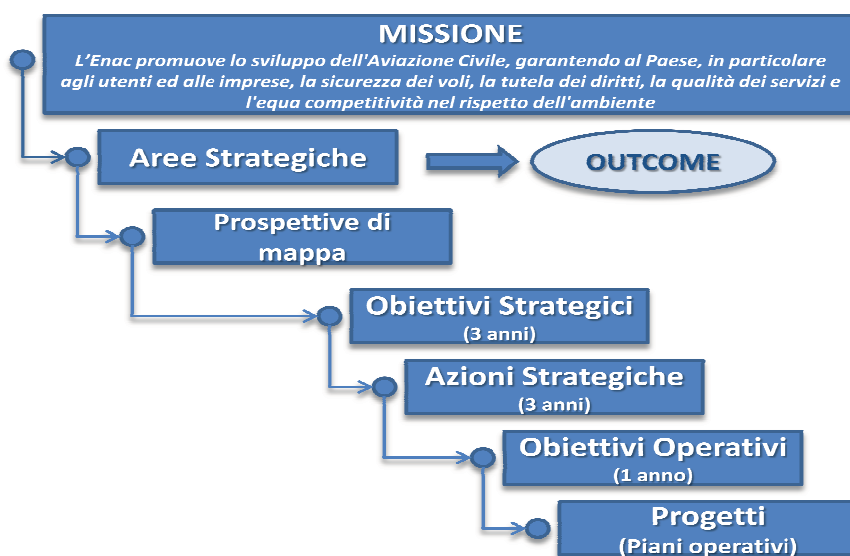 MISSIONE
L'Enac promuove lo sviluppo dell'Aviazione Civile, garantendo al Paese, in particolare
agli utenti ed alle imprese, la sicurezza dei voli, la tutela dei diritti, la qualità dei servizi e
l'equa competitività nel rispetto dell'ambiente
Aree Strategiche
OUTCOME
Prospettive di
mappa
Obiettivi Strategici
(3 anni)
Azioni Strategiche
(3 anni)
Obiettivi Operativi
(1 anno)
Progetti
(Piani operativi)